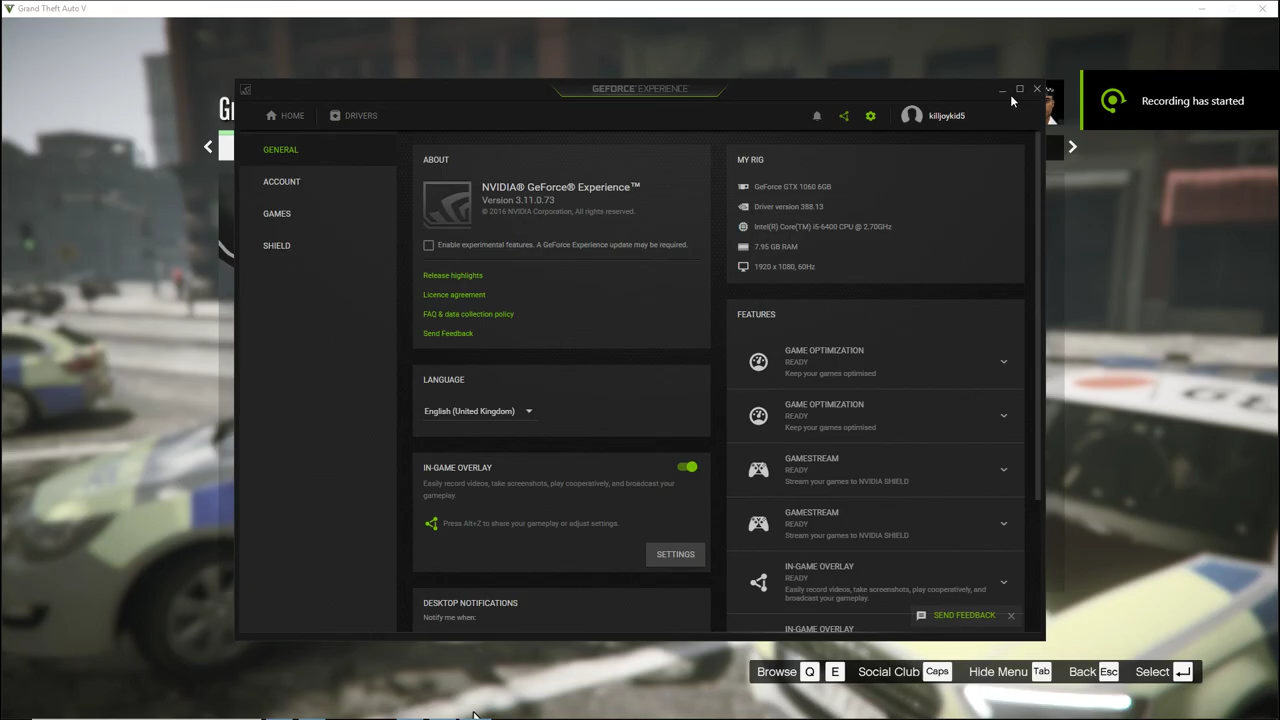 Grand Theft Auto V
GEFORCE EXPERIENCE
Recording has started
HOME
DRIVERS
killjoykid5
GENERAL
ACCOUNT
GAMES
SHIELD
ABOUT
NVIDIA® GeForce® Experience™
Version 3.11.0.73
© 2016 NVIDIA Corporation, All rights reserved.
Enable experimental features. A GeForce Experience update may be required.
Release highlights
Licence agreement
FAQ & data collection policy
Send Feedback
LANGUAGE
English (United Kingdom)
IN-GAME OVERLAY
Easily record videos, take screenshots, play cooperatively, and broadcast your
gameplay.
Press Alt+Z to share your gameplay or adjust settings.
SETTINGS
DESKTOP NOTIFICATIONS
Notify me when:
MY RIG
GeForce GTX 1060 6GB
Driver version 388.13
Intel(R) Core(TM) i5-6400 CPU @ 2.70GHz
7.95 GB RAM
1920 x 1080, 60Hz
FEATURES
GAME OPTIMIZATION
READY
Keep your games optimised
GAME OPTIMIZATION
READY
Keep your games optimised
GAMESTREAM
READY
Stream your games to NVIDIA SHIELD
GAMESTREAM
READY
Stream your games to NVIDIA SHIELD
IN-GAME OVERLAY
READY
Easily record videos, take screenshots, play cooperatively, and
broadcast your gameplay.
SEND FEEDBACK
IN-GAME OVERLAY
Browse Q E Social Club Caps Hide Menu Tab Back Esc Select